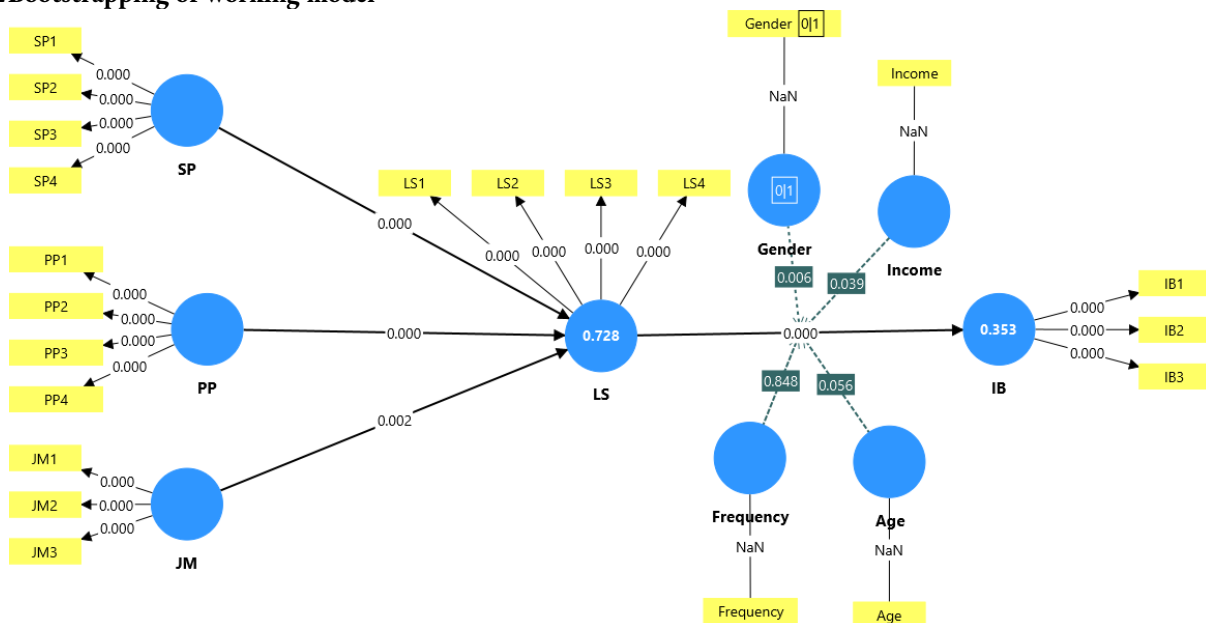 Bootstrapping of working model
SP1
SP2
SP3
SP4
0.000
0.000
0.000
0.000
SP
0.000
PP1
PP2
PP3
PP4
0.000
0.000
0.000
0.000
PP
0.000
JM1
JM2
JM3
0.000
0.000
0.000
JM
0.002
LS1
LS2
LS3
LS4
0.000
0.000
0.000
0.000
0.728
LS
Gender 0|1
NaN
0|1
Gender
0.006
Income
NaN
Income
0.039
0.000
0.848
0.056
Frequency
NaN
Frequency
Age
NaN
Age
0.353
IB
0.000
0.000
0.000
IB1
IB2
IB3